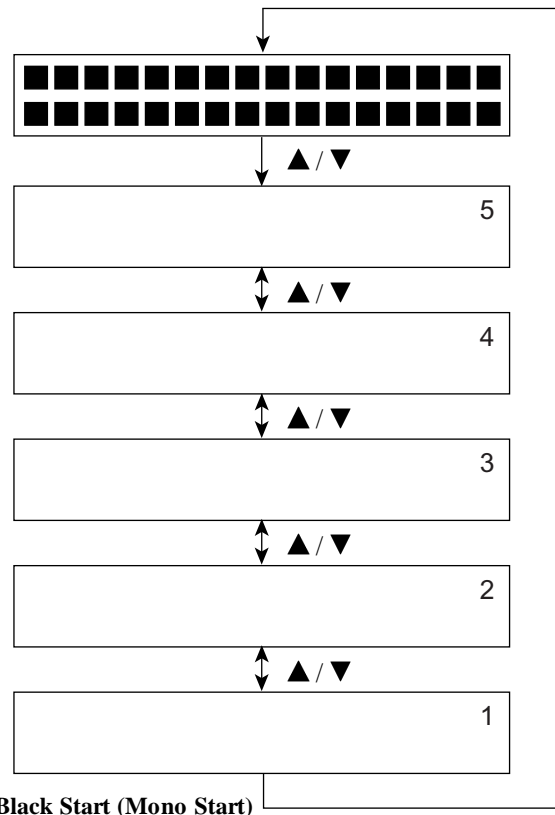 ▲ / ▼
5
▲ / ▼
4
▲ / ▼
3
▲ / ▼
2
▲ / ▼
1
Black Start (Mono Start)